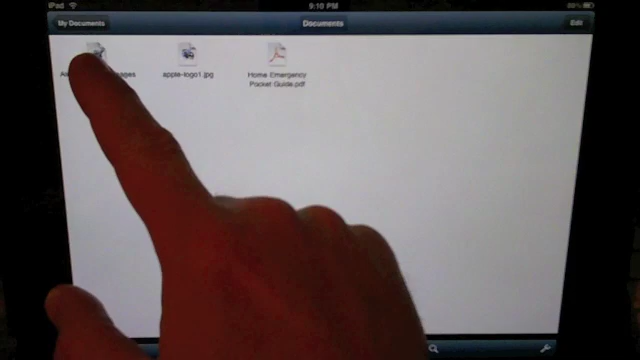 iPad 9:10 PM
My Documents Documents Edit
apple-logo1.jpg
Home Emergency
Pocket Guide.pdf